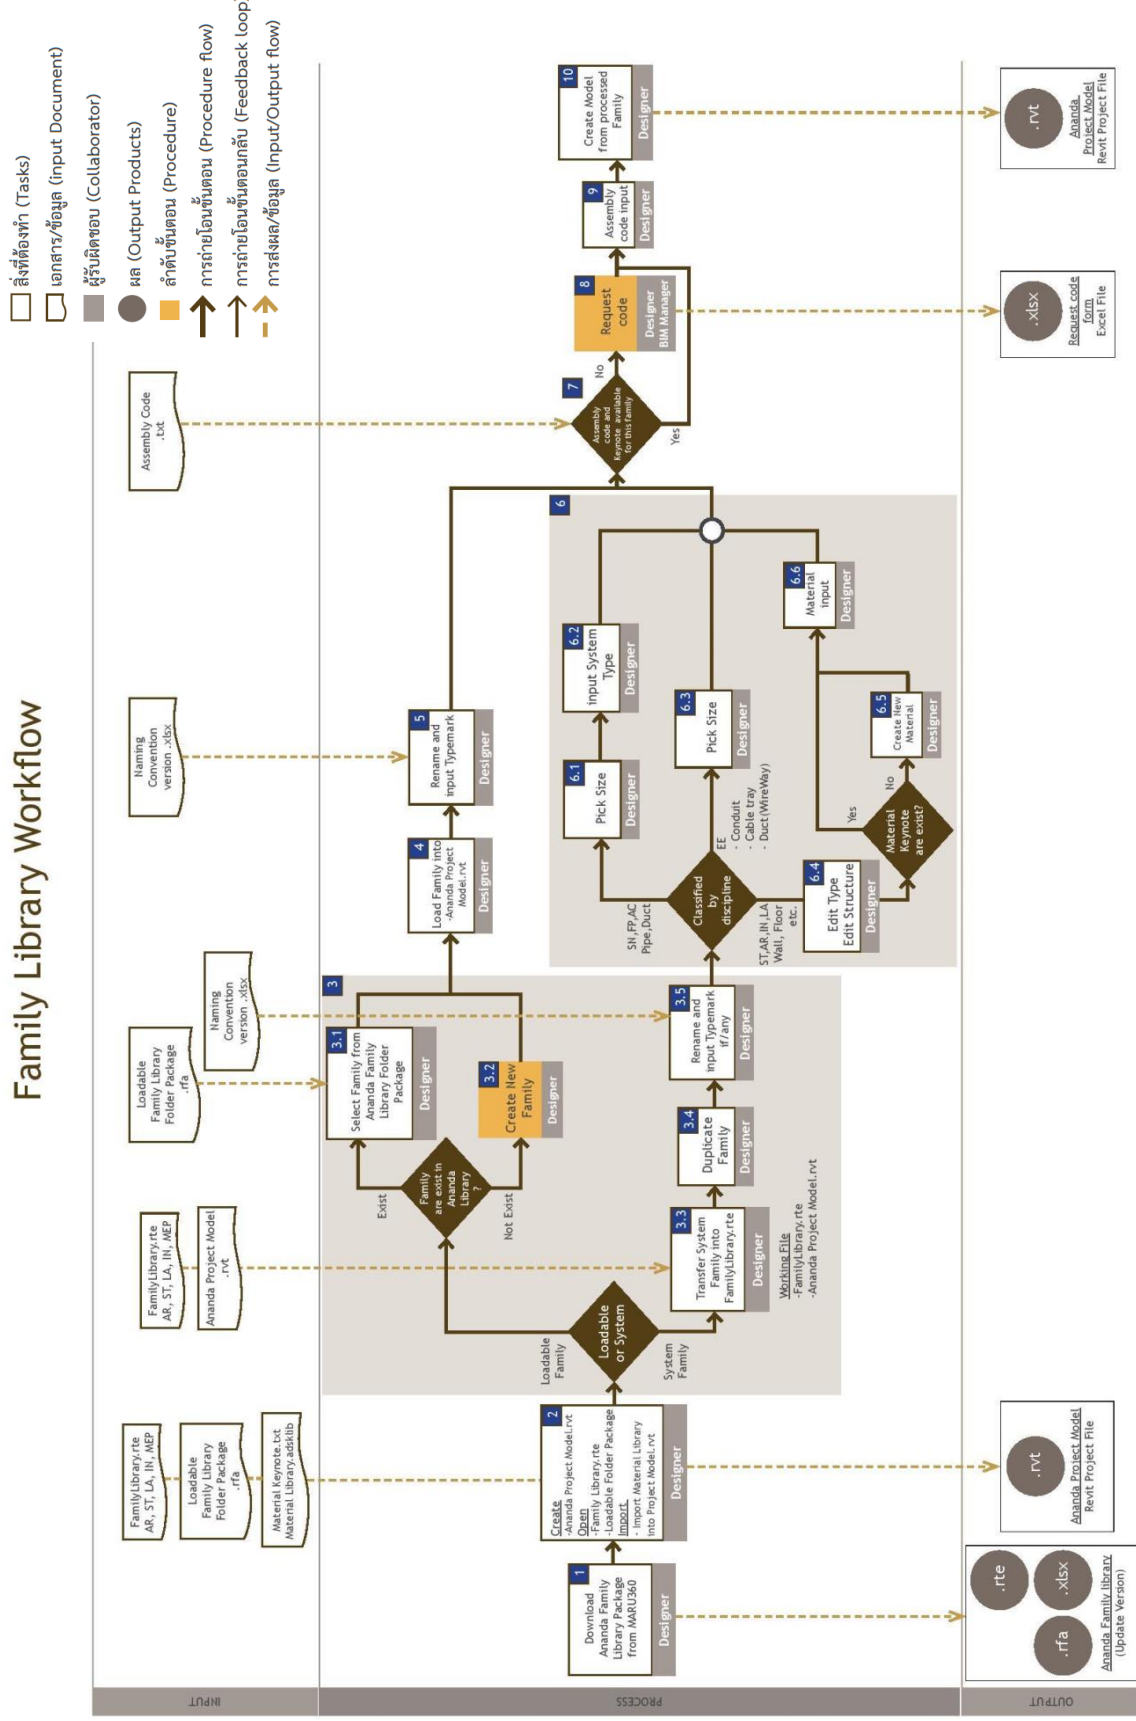 Family Library Workflow
สิ่งที่ต้องทำ (Tasks)
เอกสาร/ข้อมูล (input Document)
ผู้รับผิดชอบ (Collaborator)
ผล (Output Products)
ลำดับขั้นตอน (Procedure)
การถ่ายโอนขั้นตอน (Procedure flow)
การถ่ายโอนขั้นตอนกลับ (Feedback loop)
การส่งผล/ข้อมูล (Input/Output flow)
INPUT
FamilyLibrary.rte
AR, ST, LA, IN, MEP
Loadable
Family Library
Folder Package
.rfa
Material Keynote.txt
Material Library.adsklib
FamilyLibrary.rte
AR, ST, LA, IN, MEP
Ananda Project Model
.rvt
Loadable
Family Library
Folder Package
.rfa
Naming
Convention
version .xlsx
Naming
Convention
version .xlsx
Assembly Code
.txt
PROCESS
1
Download
Ananda Family
Library Package
from MARU360
Designer
2
Create
-Ananda Project Model.rvt
Open
-Family Library.rte
-Loadable Folder Package
Import
- Import Material Library
into Project Model.rvt
Designer
3
Loadable
or System
Loadable
Family
System
Family
Family
are exist in
Ananda
Library
?
Exist
Not Exist
3.1
Select Family from
Ananda Family
Library Folder
Package
Designer
3.2
Create New
Family
Designer
3.3
Transfer System
Family into
FamilyLibrary.rte
Designer
Working File
-FamilyLibrary.rte
-Ananda Project Model.rvt
3.4
Duplicate
Family
Designer
3.5
Rename and
input Typemark
if/any
Designer
4
Load Family into
-Ananda Project
Model.rvt
Designer
5
Rename and
input Typemark
Designer
6
Classified
by
discipline
SN,FP,AC
Pipe,Duct
EE
- Conduit
- Cable tray
- Duct(WireWay)
ST,AR,IN,LA
Wall, Floor
etc.
6.1
Pick Size
Designer
6.2
input System
Type
Designer
6.3
Pick Size
Designer
6.4
Edit Type
Edit Structure
Designer
Material
Keynote
are exist?
Yes
No
6.5
Create New
Material
Designer
6.6
Material
input
Designer
7
Assembly
code and
Keynote available
for this family
No
Yes
8
Request
code
Designer
BIM Manager
9
Assembly
code input
Designer
10
Create Model
from processed
Family
Designer
OUTPUT
.rte
.rfa
.xlsx
Ananda Family library
(Update Version)
.rvt
Ananda Project Model
Revit Project File
.xlsx
Request code
form
Excel File
.rvt
Ananda
Project Model
Revit Project File